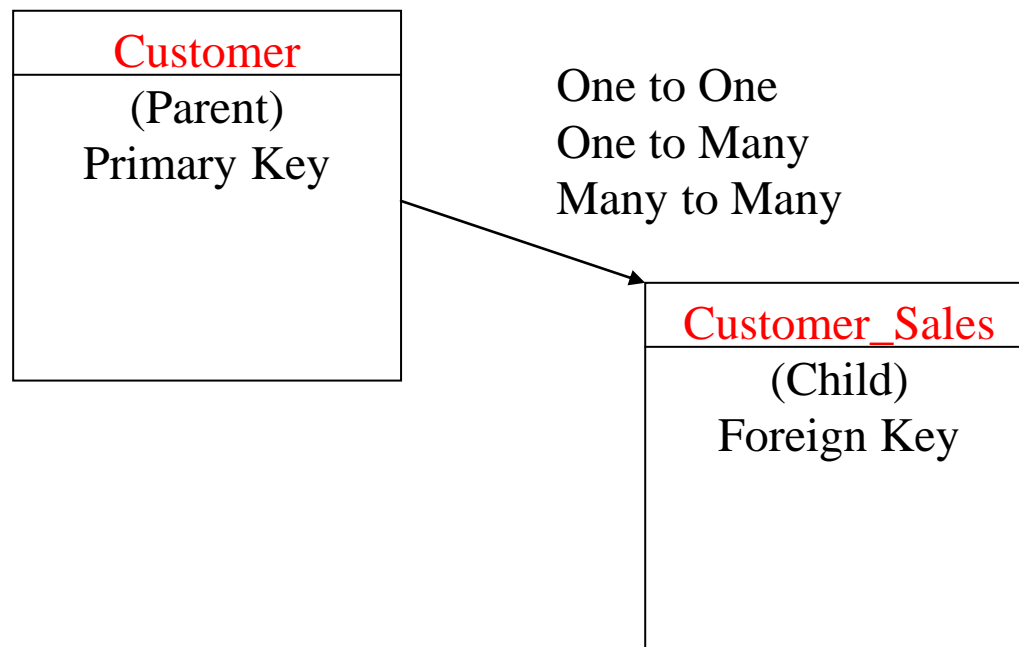 Customer
(Parent)
Primary Key
One to One
One to Many
Many to Many
Customer_Sales
(Child)
Foreign Key